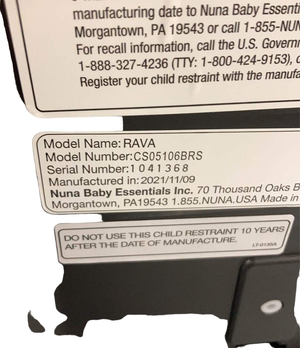 manufacturing date to Nuna Baby Essenti
Morgantown, PA 19543 or call 1-855-NUN
For recall information, call the U.S. Govern
1-888-327-4236 (TTY: 1-800-424-9153), o
Register your child restraint with the manufa
Model Name: RAVA
Model Number:CS05106BRS
Serial Number:1041368
Manufactured in:2021/11/09
Nuna Baby Essentials Inc. 70 Thousand Oaks B
Morgantown, PA19543 1.855.NUNA.USA Made in
DO NOT USE THIS CHILD RESTRAINT 10 YEARS
AFTER THE DATE OF MANUFACTURE.